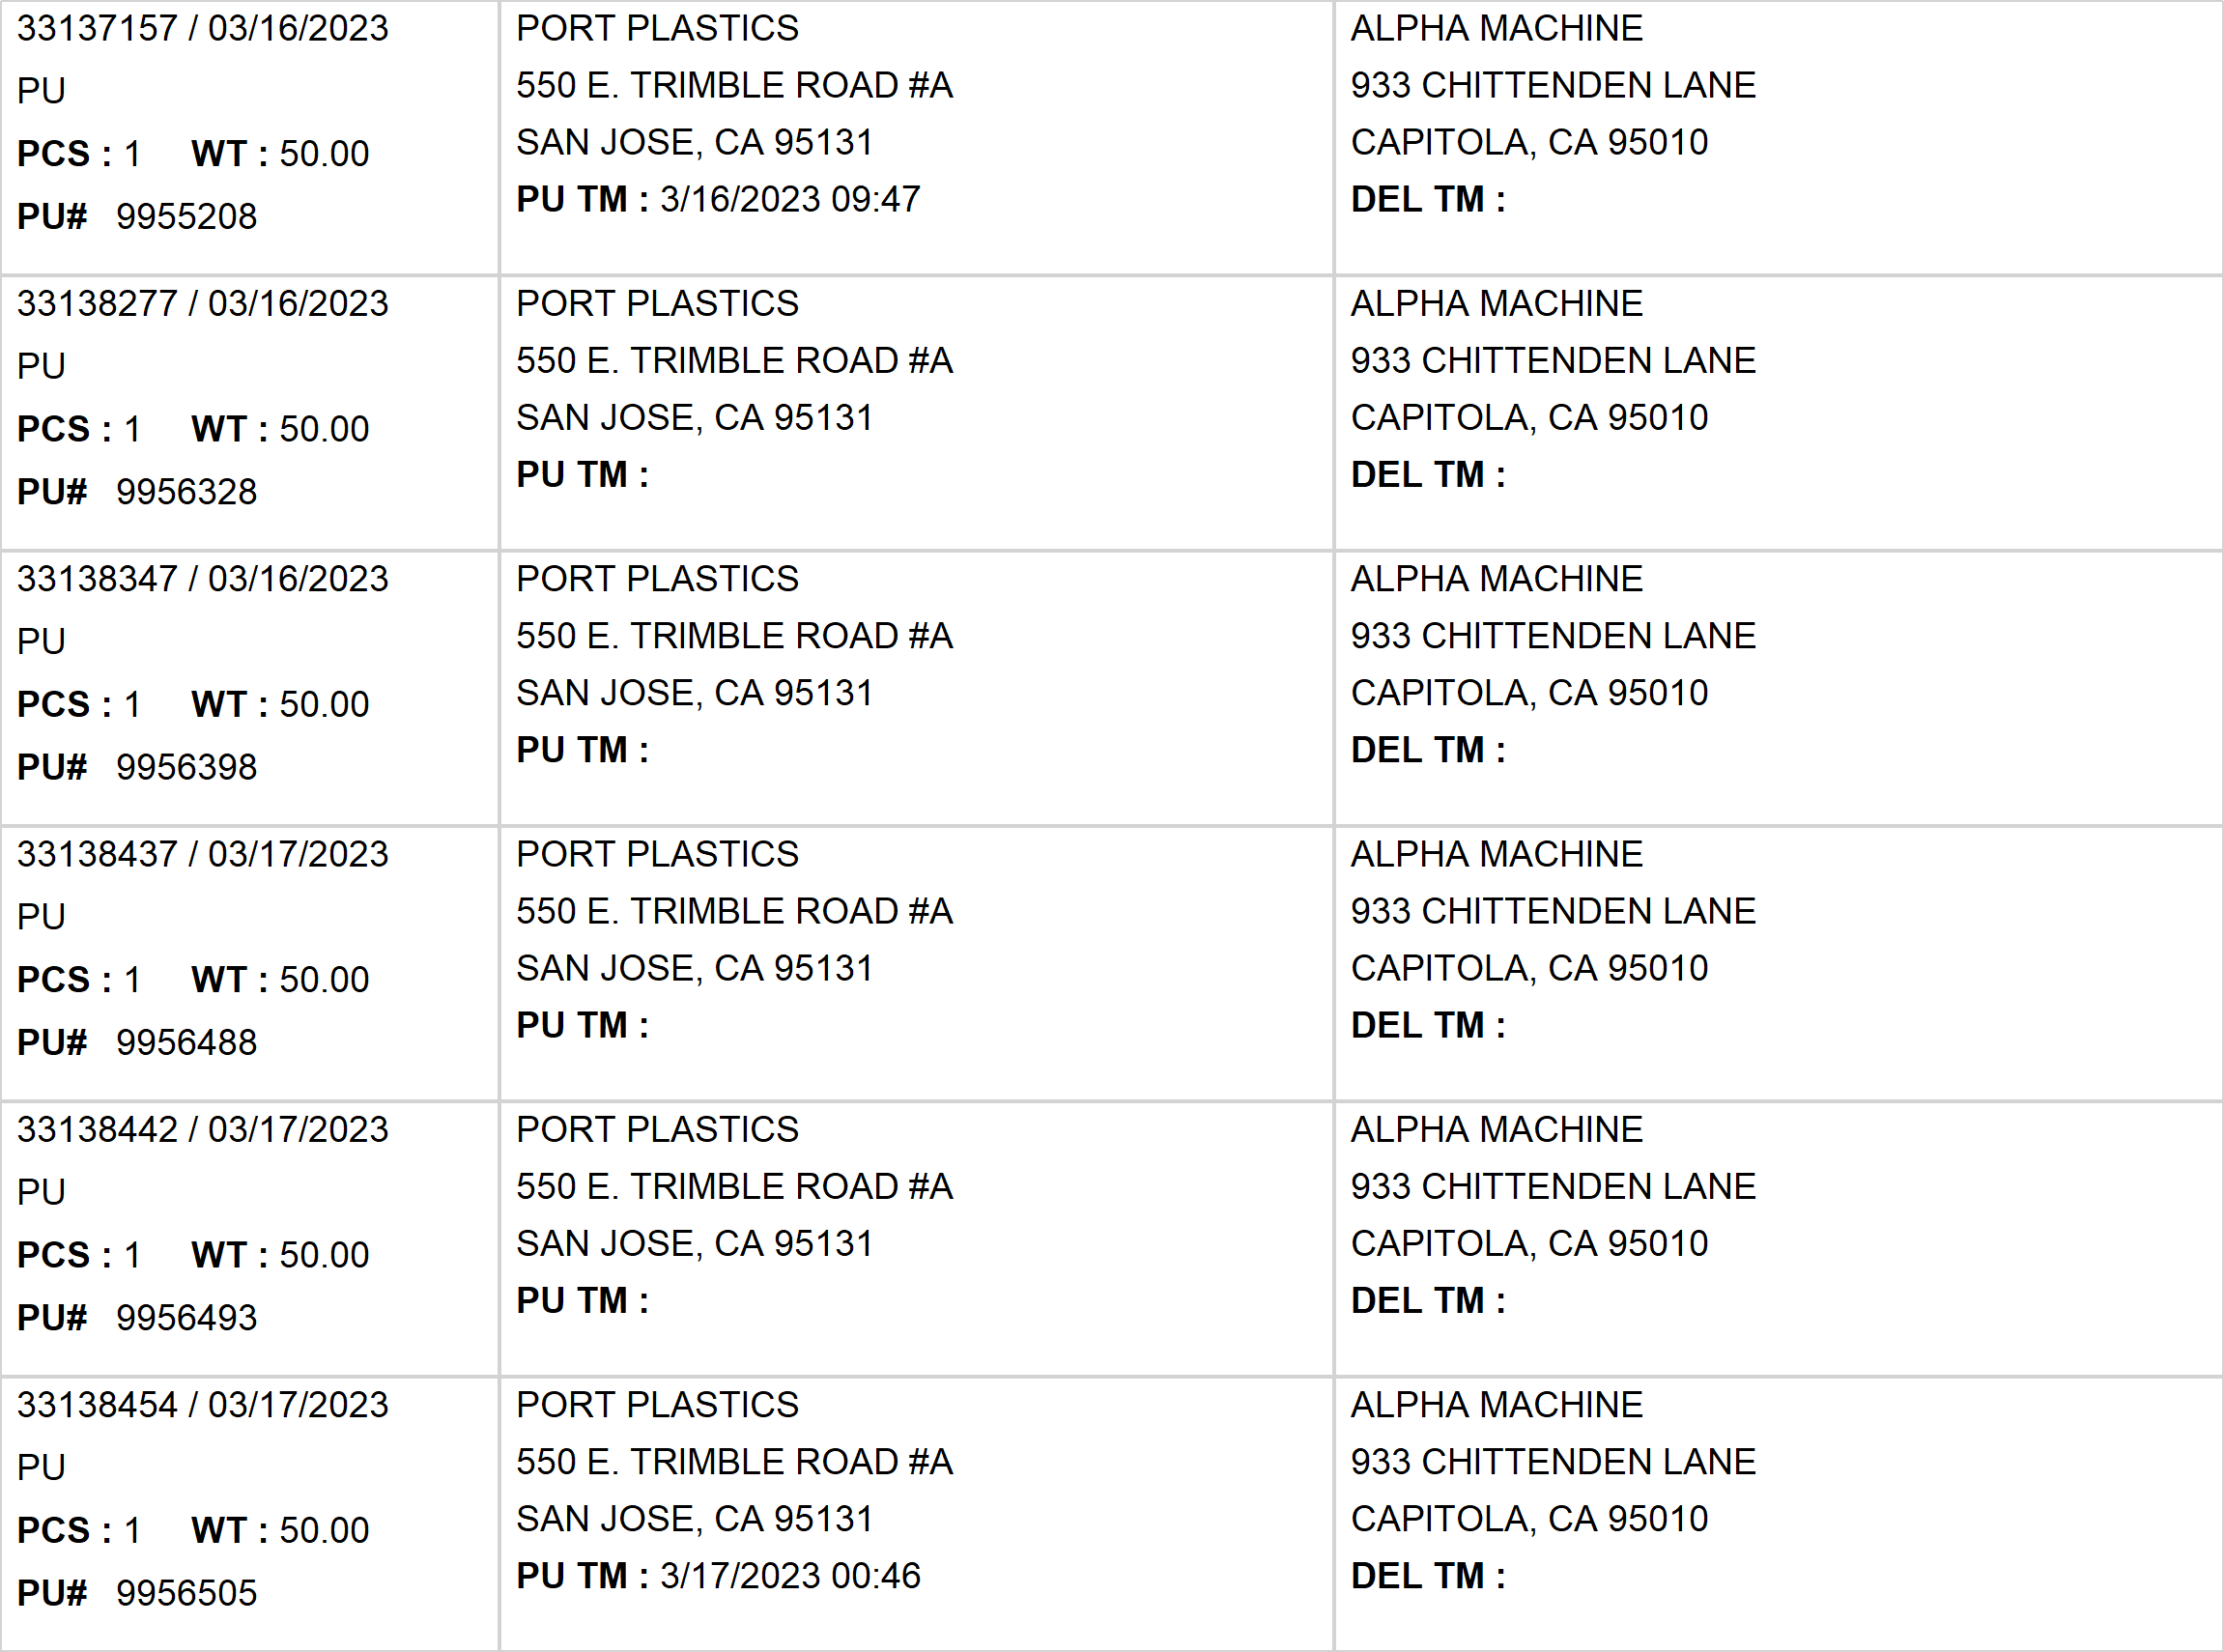 33137157 / 03/16/2023
PU
PCS : 1 WT : 50.00
PU# 9955208
PORT PLASTICS
550 E. TRIMBLE ROAD #A
SAN JOSE, CA 95131
PU TM : 3/16/2023 09:47
ALPHA MACHINE
933 CHITTENDEN LANE
CAPITOLA, CA 95010
DEL TM :
33138277 / 03/16/2023
PU
PCS : 1 WT : 50.00
PU# 9956328
PORT PLASTICS
550 E. TRIMBLE ROAD #A
SAN JOSE, CA 95131
PU TM :
ALPHA MACHINE
933 CHITTENDEN LANE
CAPITOLA, CA 95010
DEL TM :
33138347 / 03/16/2023
PU
PCS : 1 WT : 50.00
PU# 9956398
PORT PLASTICS
550 E. TRIMBLE ROAD #A
SAN JOSE, CA 95131
PU TM :
ALPHA MACHINE
933 CHITTENDEN LANE
CAPITOLA, CA 95010
DEL TM :
33138437 / 03/17/2023
PU
PCS : 1 WT : 50.00
PU# 9956488
PORT PLASTICS
550 E. TRIMBLE ROAD #A
SAN JOSE, CA 95131
PU TM :
ALPHA MACHINE
933 CHITTENDEN LANE
CAPITOLA, CA 95010
DEL TM :
33138442 / 03/17/2023
PU
PCS : 1 WT : 50.00
PU# 9956493
PORT PLASTICS
550 E. TRIMBLE ROAD #A
SAN JOSE, CA 95131
PU TM :
ALPHA MACHINE
933 CHITTENDEN LANE
CAPITOLA, CA 95010
DEL TM :
33138454 / 03/17/2023
PU
PCS : 1 WT : 50.00
PU# 9956505
PORT PLASTICS
550 E. TRIMBLE ROAD #A
SAN JOSE, CA 95131
PU TM : 3/17/2023 00:46
ALPHA MACHINE
933 CHITTENDEN LANE
CAPITOLA, CA 95010
DEL TM :